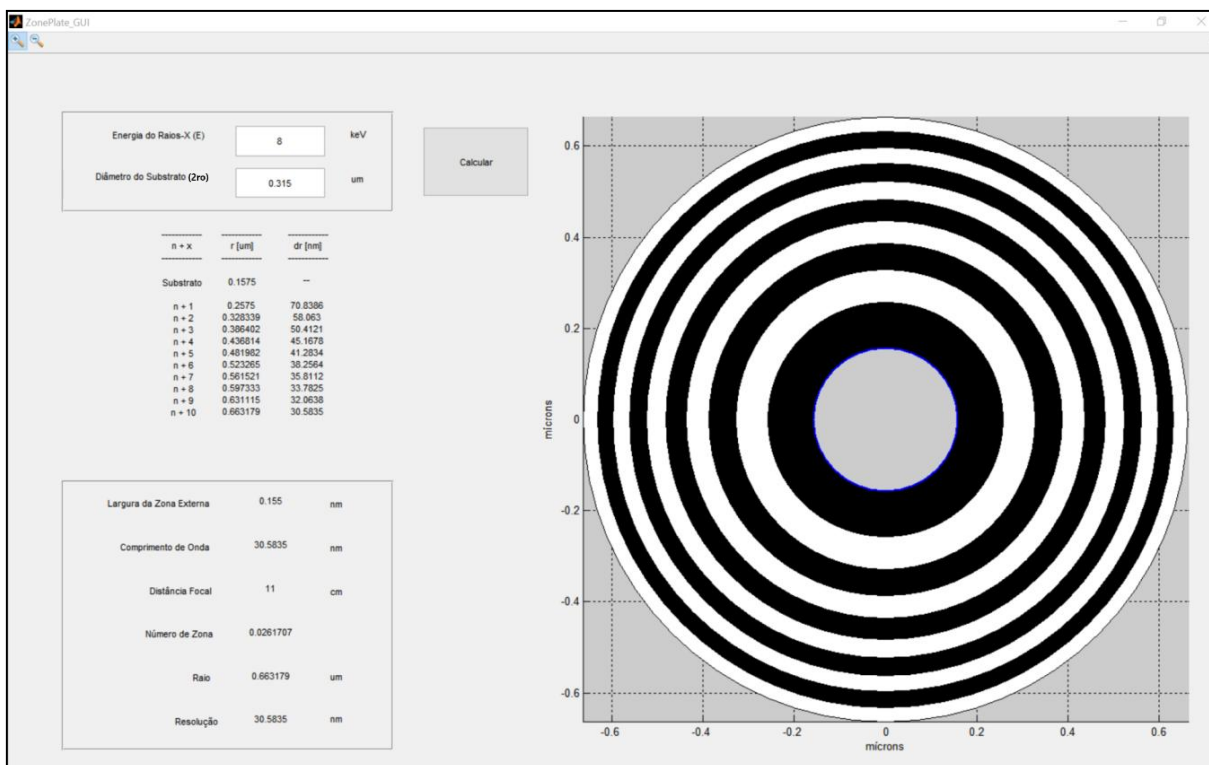 ZonePlate_GUI
Energia do Raios-X (E) 8 keV
Diâmetro do Substrato (2ro) 0.315 um
Calcular
------------ ------------ ------------
n + x r [um] dr [nm]
------------ ------------ ------------
Substrato 0.1575 --
n + 1 0.2575 70.8386
n + 2 0.328339 58.063
n + 3 0.386402 50.4121
n + 4 0.436814 45.1678
n + 5 0.481982 41.2834
n + 6 0.523265 38.2564
n + 7 0.561521 35.8112
n + 8 0.597333 33.7825
n + 9 0.631115 32.0638
n + 10 0.663179 30.5835
Largura da Zona Externa 0.155 nm
Comprimento de Onda 30.5835 nm
Distância Focal 11 cm
Número de Zona 0.0261707
Raio 0.663179 um
Resolução 30.5835 nm
0.6
0.4
0.2
0
-0.2
-0.4
-0.6
mícrons
-0.6 -0.4 -0.2 0 0.2 0.4 0.6
mícrons